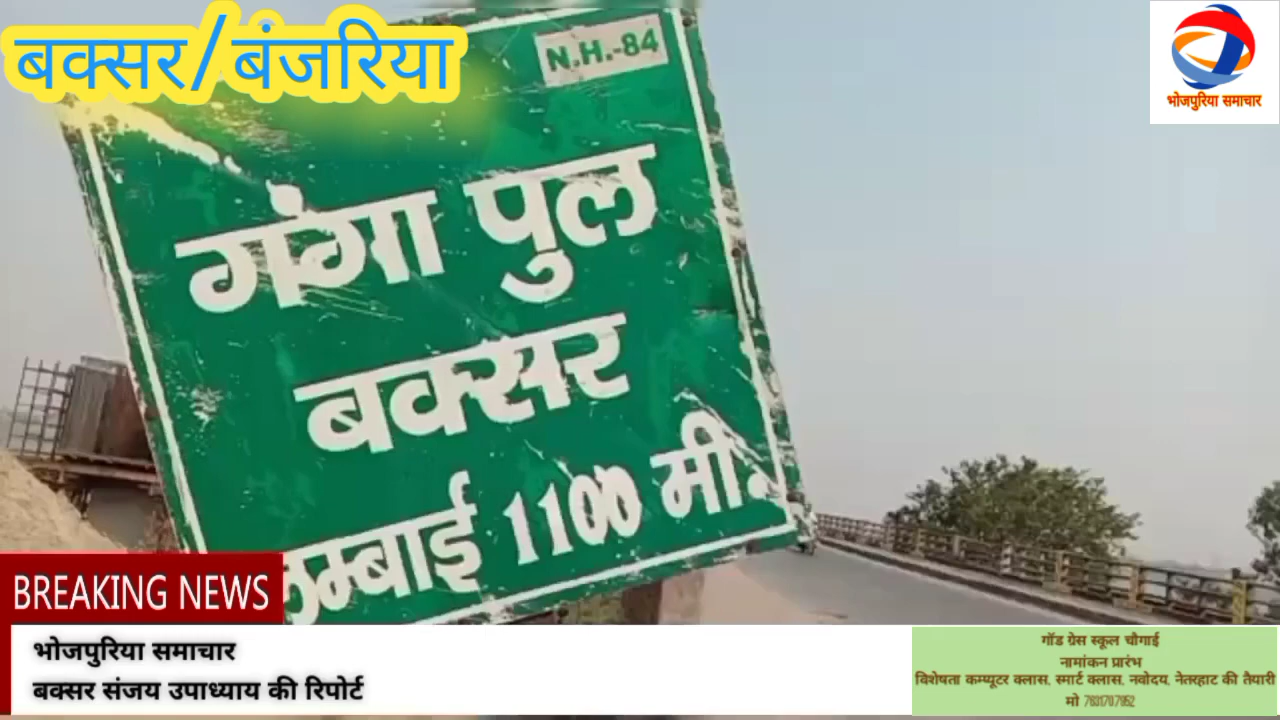 बक्सर/बंजरिया
भोजपुरिया समाचार
N.H.-84
गंगा पुल
बक्सर
लम्बाई 1100 मी.
BREAKING NEWS
भोजपुरिया समाचार
बक्सर संजय उपाध्याय की रिपोर्ट
गॉड ग्रेस स्कूल चौगाई
नामांकन प्रारंभ
विशेषता कम्प्यूटर क्लास, स्मार्ट क्लास, नवोदय, नेतरहाट की तैयारी
मो